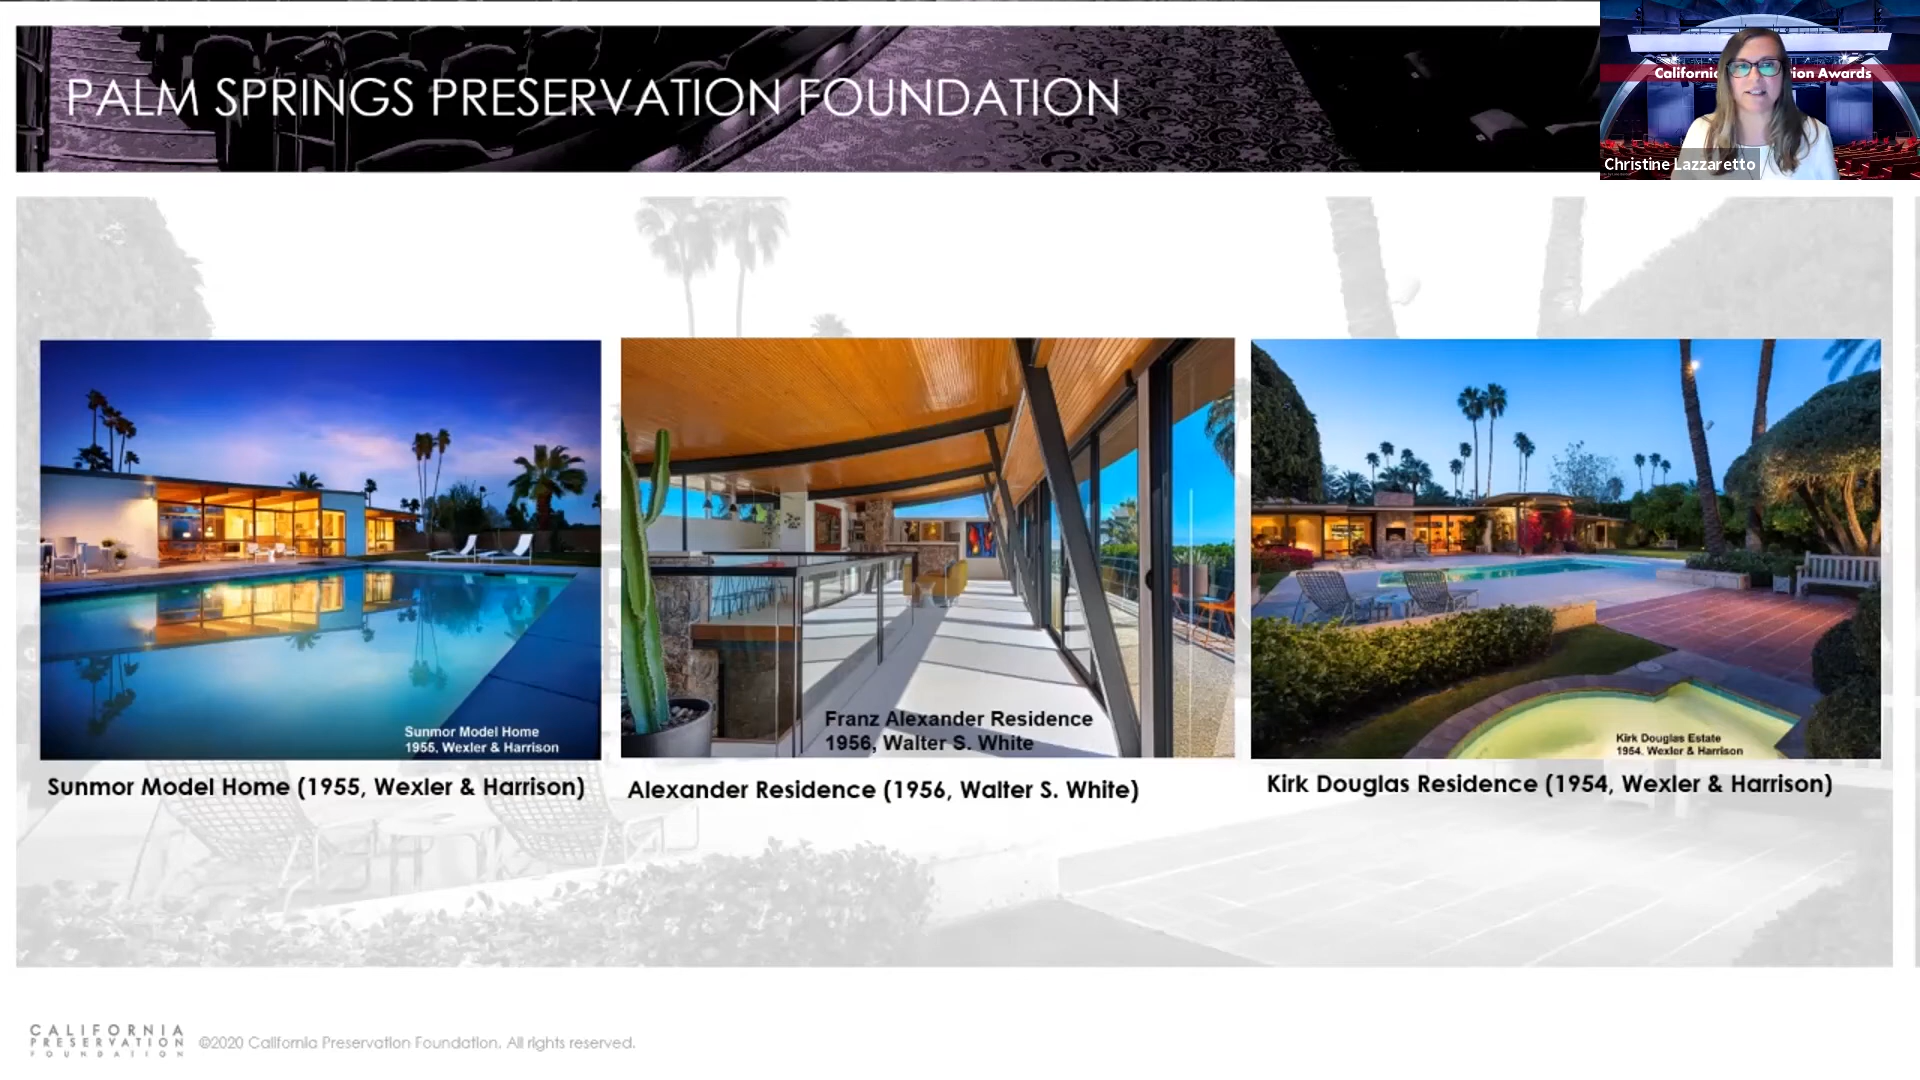 PALM SPRINGS PRESERVATION FOUNDATION
California
ion Awards
Christine Lazzaretto
Sunmor Model Home
1955, Wexler & Harrison
Franz Alexander Residence
1956, Walter S. White
Kirk Douglas Estate
1954. Wexler & Harrison
Sunmor Model Home (1955, Wexler & Harrison)
Alexander Residence (1956, Walter S. White)
Kirk Douglas Residence (1954, Wexler & Harrison)
CALIFORNIA
PRESERVATION
FOUNDATION
©2020 California Preservation Foundation. All rights reserved.